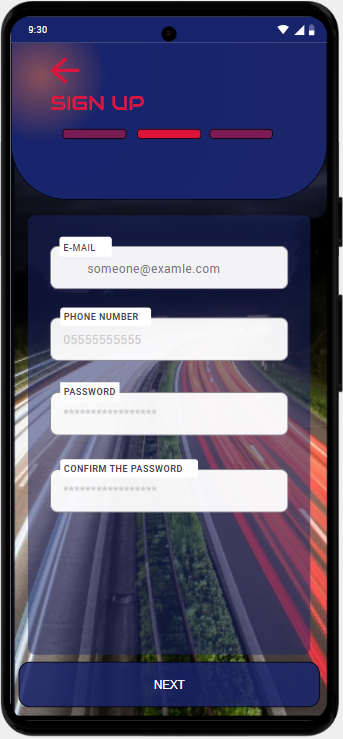 9:30
SIGN UP
E-MAIL
someone@examle.com
PHONE NUMBER
05555555555
PASSWORD
*****************
CONFIRM THE PASSWORD
*****************
NEXT